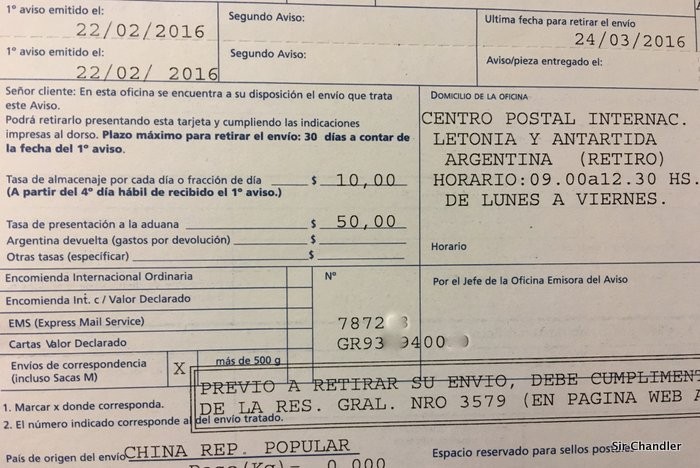 1º aviso emitido el:
22/02/2016
Segundo Aviso:
Ultima fecha para retirar el envío
24/03/2016
1º aviso emitido el:
22/02/ 2016
Segundo Aviso:
Aviso/pieza entregado el:
Señor cliente: En esta oficina se encuentra a su disposición el envío que trata
este Aviso.
Podrá retirarlo presentando esta tarjeta y cumpliendo las indicaciones
impresas al dorso. Plazo máximo para retirar el envío: 30 días a contar de
la fecha del 1º aviso.
Tasa de almacenaje por cada día o fracción de día $ 10,00
(A partir del 4º día hábil de recibido el 1º aviso.)
Tasa de presentación a la aduana $ 50,00
Argentina devuelta (gastos por devolución) $
Otras tasas (especificar) $
DOMICILIO DE LA OFICINA
CENTRO POSTAL INTERNAC.
LETONIA Y ANTARTIDA
ARGENTINA (RETIRO)
HORARIO:09.00a12.30 HS.
DE LUNES A VIERNES.
Horario
Encomienda Internacional Ordinaria
Encomienda Int. c / Valor Declarado
EMS (Express Mail Service)
Cartas Valor Declarado
Envíos de correspondencia
(incluso Sacas M)
X
más de 500 g
Nº
7872 3
GR93 9400
Por el Jefe de la Oficina Emisora del Aviso
PREVIO A RETIRAR SU ENVIO, DEBE CUMPLIMEN
DE LA RES. GRAL. NRO 3579 (EN PAGINA WEB A
1. Marcar x donde corresponda.
2. El número indicado corresponde al del envío tratado.
País de origen del envío CHINA REP. POPULAR
Peso(Kg)= 0.000
Espacio reservado para sellos postales
Sir Chandler